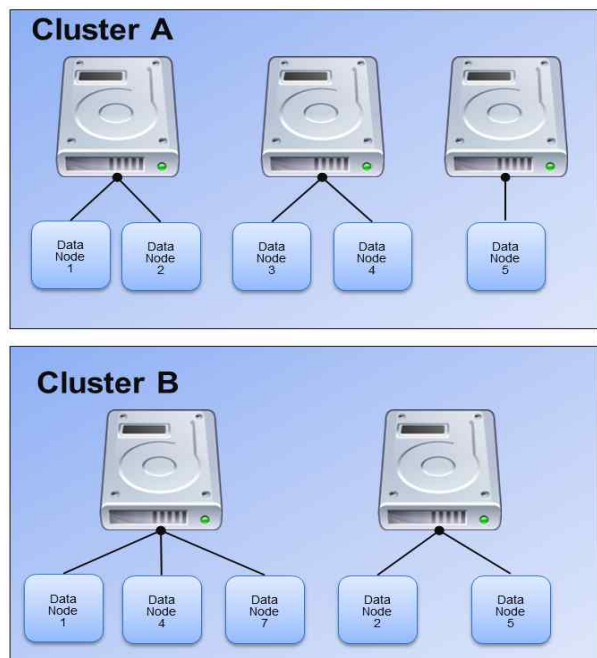 Cluster A
Data
Node
1
Data
Node
2
Data
Node
3
Data
Node
4
Data
Node
5
Cluster B
Data
Node
1
Data
Node
4
Data
Node
7
Data
Node
2
Data
Node
5